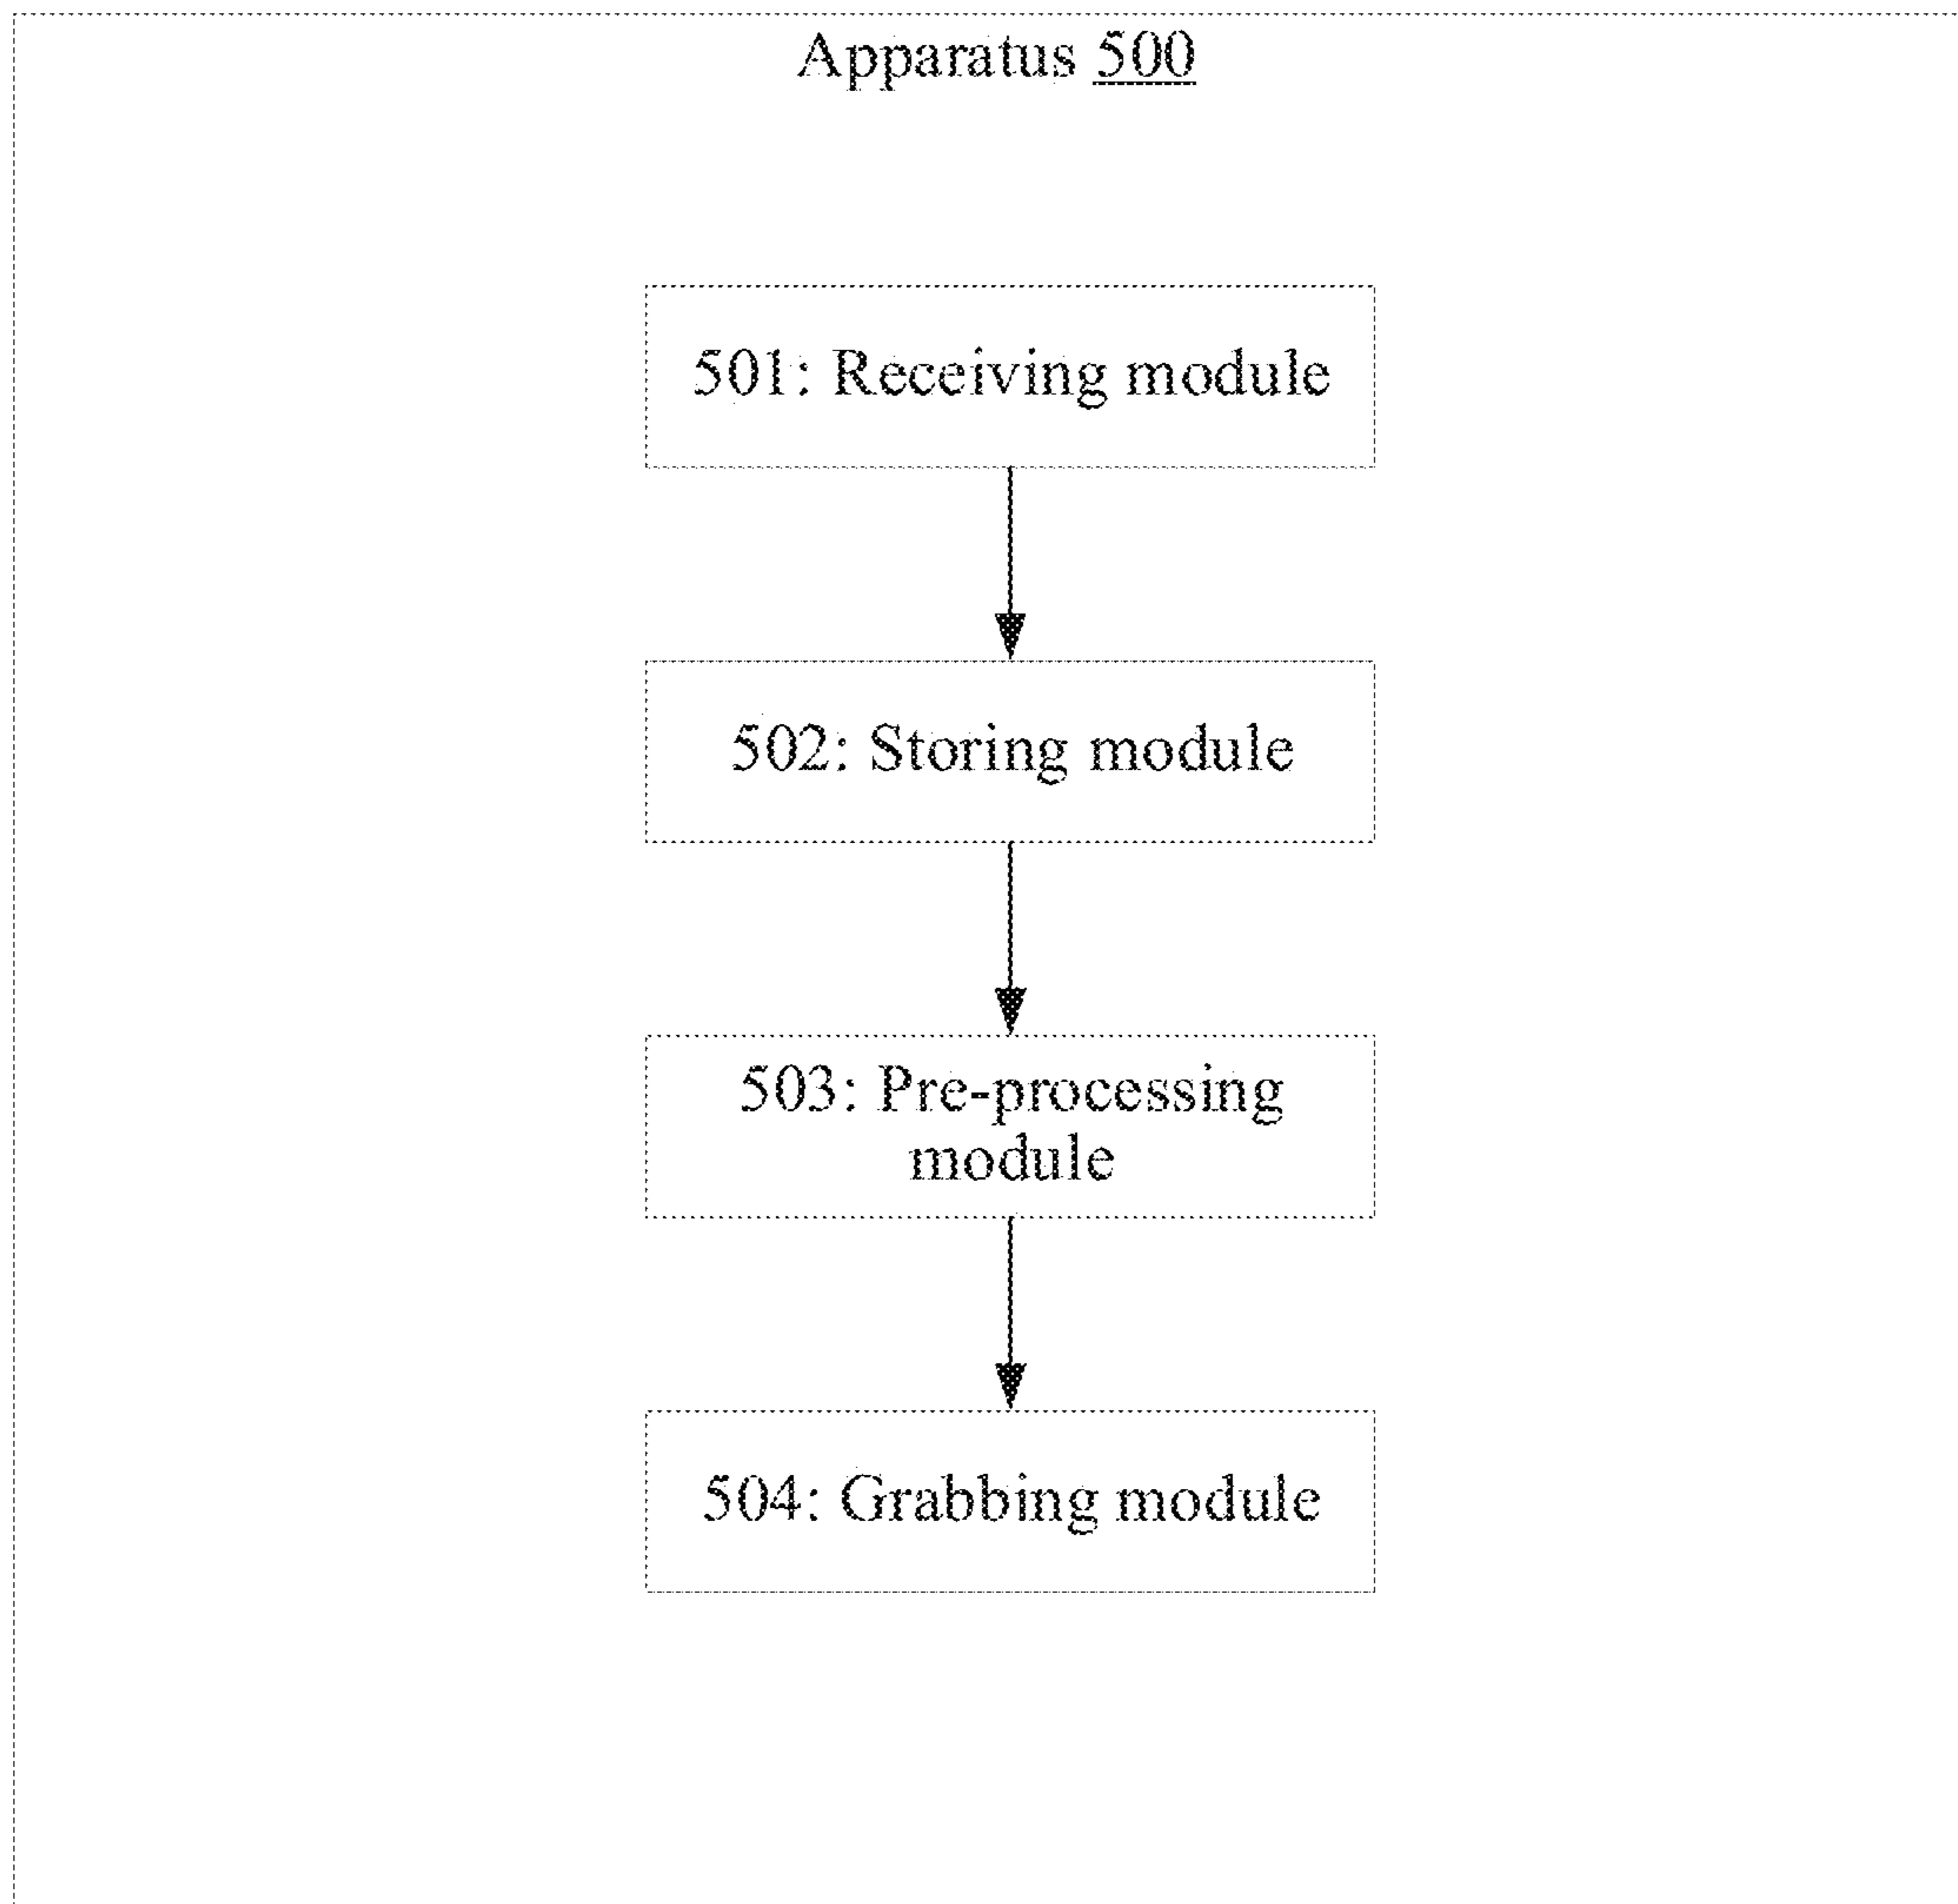 Apparatus 500
501: Receiving module
502: Storing module
503: Pre-processing
module
504: Grabbing module